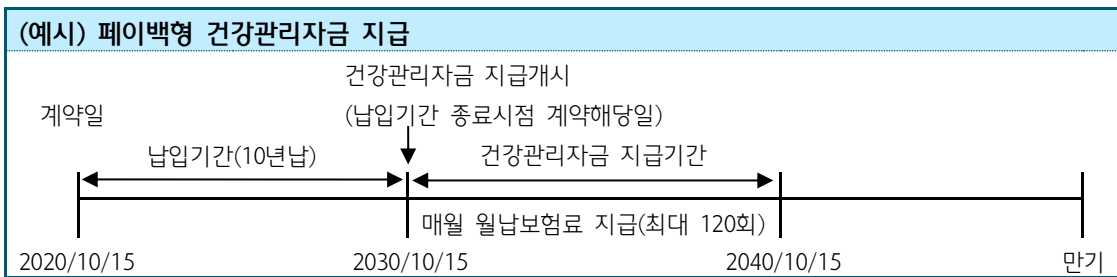 (예시) 페이백형 건강관리자금 지급
건강관리자금 지급개시
계약일 (납입기간 종료시점 계약해당일)
납입기간(10년납) 건강관리자금 지급기간
매월 월납보험료 지급(최대 120회)
2020/10/15 2030/10/15 2040/10/15 만기